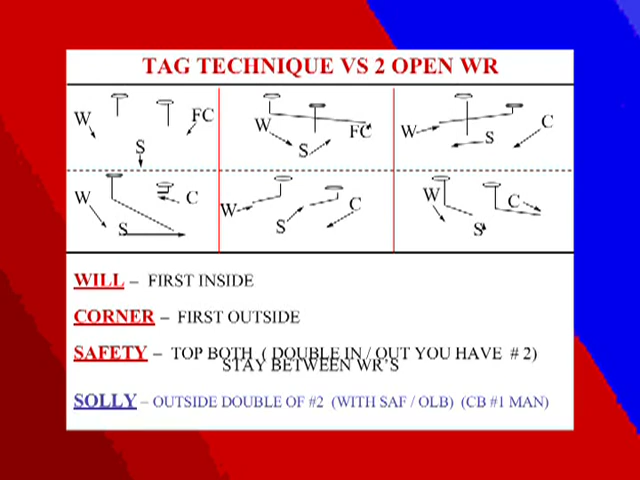 TAG TECHNIQUE VS 2 OPEN WR
W FC
S
W FC
S
W S C
W C
S
W C
S
W C
S
WILL – FIRST INSIDE
CORNER – FIRST OUTSIDE
SAFETY – TOP BOTH ( DOUBLE IN / OUT YOU HAVE # 2)
STAY BETWEEN WR'S
SOLLY – OUTSIDE DOUBLE OF #2 (WITH SAF / OLB) (CB #1 MAN)